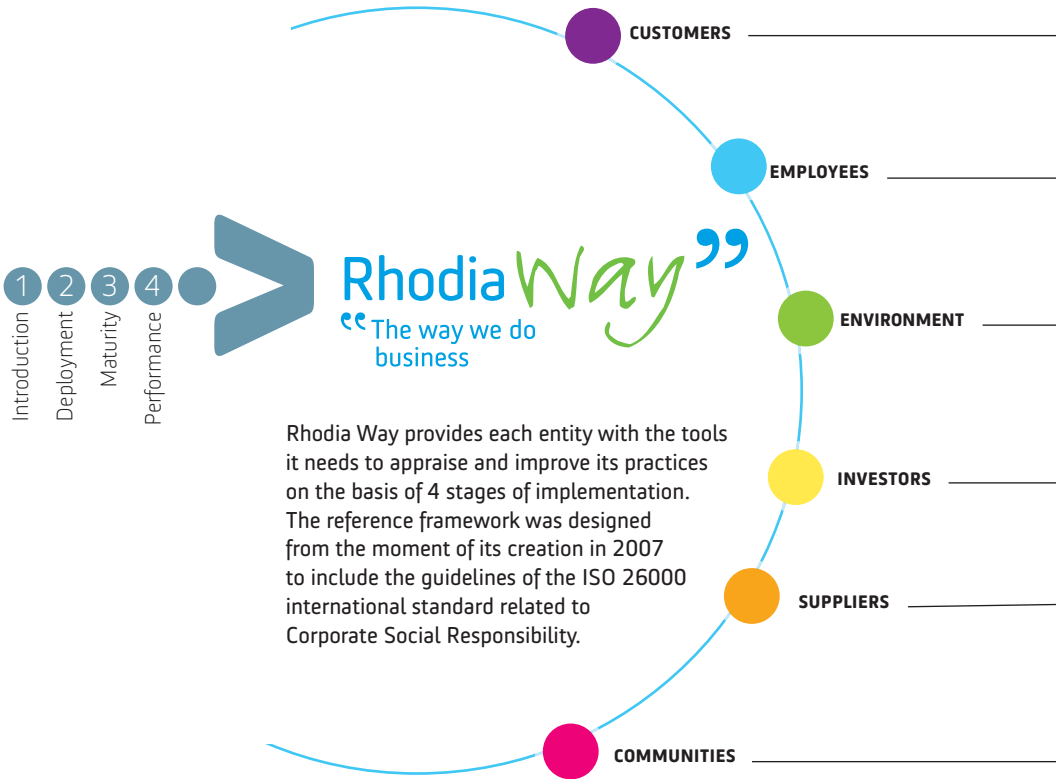 CUSTOMERS
EMPLOYEES
1 2 3 4
Introduction
Deployment
Maturity
Performance
Rhodia Way”
“The way we do
business
ENVIRONMENT
Rhodia Way provides each entity with the tools
it needs to appraise and improve its practices
on the basis of 4 stages of implementation.
The reference framework was designed
from the moment of its creation in 2007
to include the guidelines of the ISO 26000
international standard related to
Corporate Social Responsibility.
INVESTORS
SUPPLIERS
COMMUNITIES